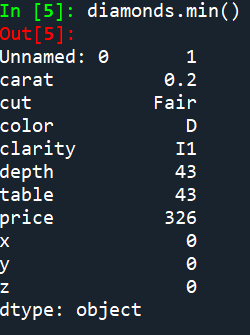 In [5]: diamonds.min()
Out[5]:
Unnamed: 0 1
carat 0.2
cut Fair
color D
clarity I1
depth 43
table 43
price 326
x 0
y 0
z 0
dtype: object